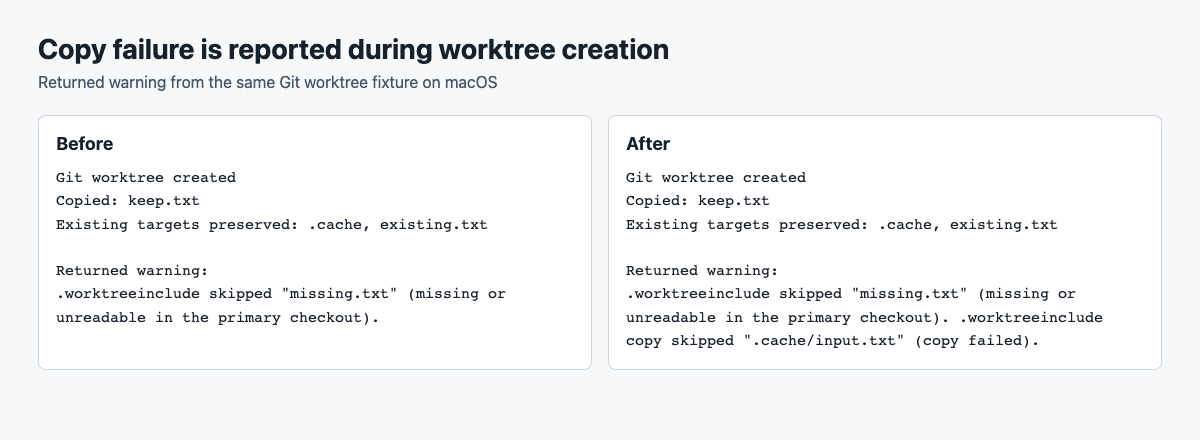 Copy failure is reported during worktree creation
Returned warning from the same Git worktree fixture on macOS
Before
Git worktree created
Copied: keep.txt
Existing targets preserved: .cache, existing.txt
Returned warning:
.worktreeinclude skipped "missing.txt" (missing or
unreadable in the primary checkout).
After
Git worktree created
Copied: keep.txt
Existing targets preserved: .cache, existing.txt
Returned warning:
.worktreeinclude skipped "missing.txt" (missing or
unreadable in the primary checkout). .worktreeinclude
copy skipped ".cache/input.txt" (copy failed).